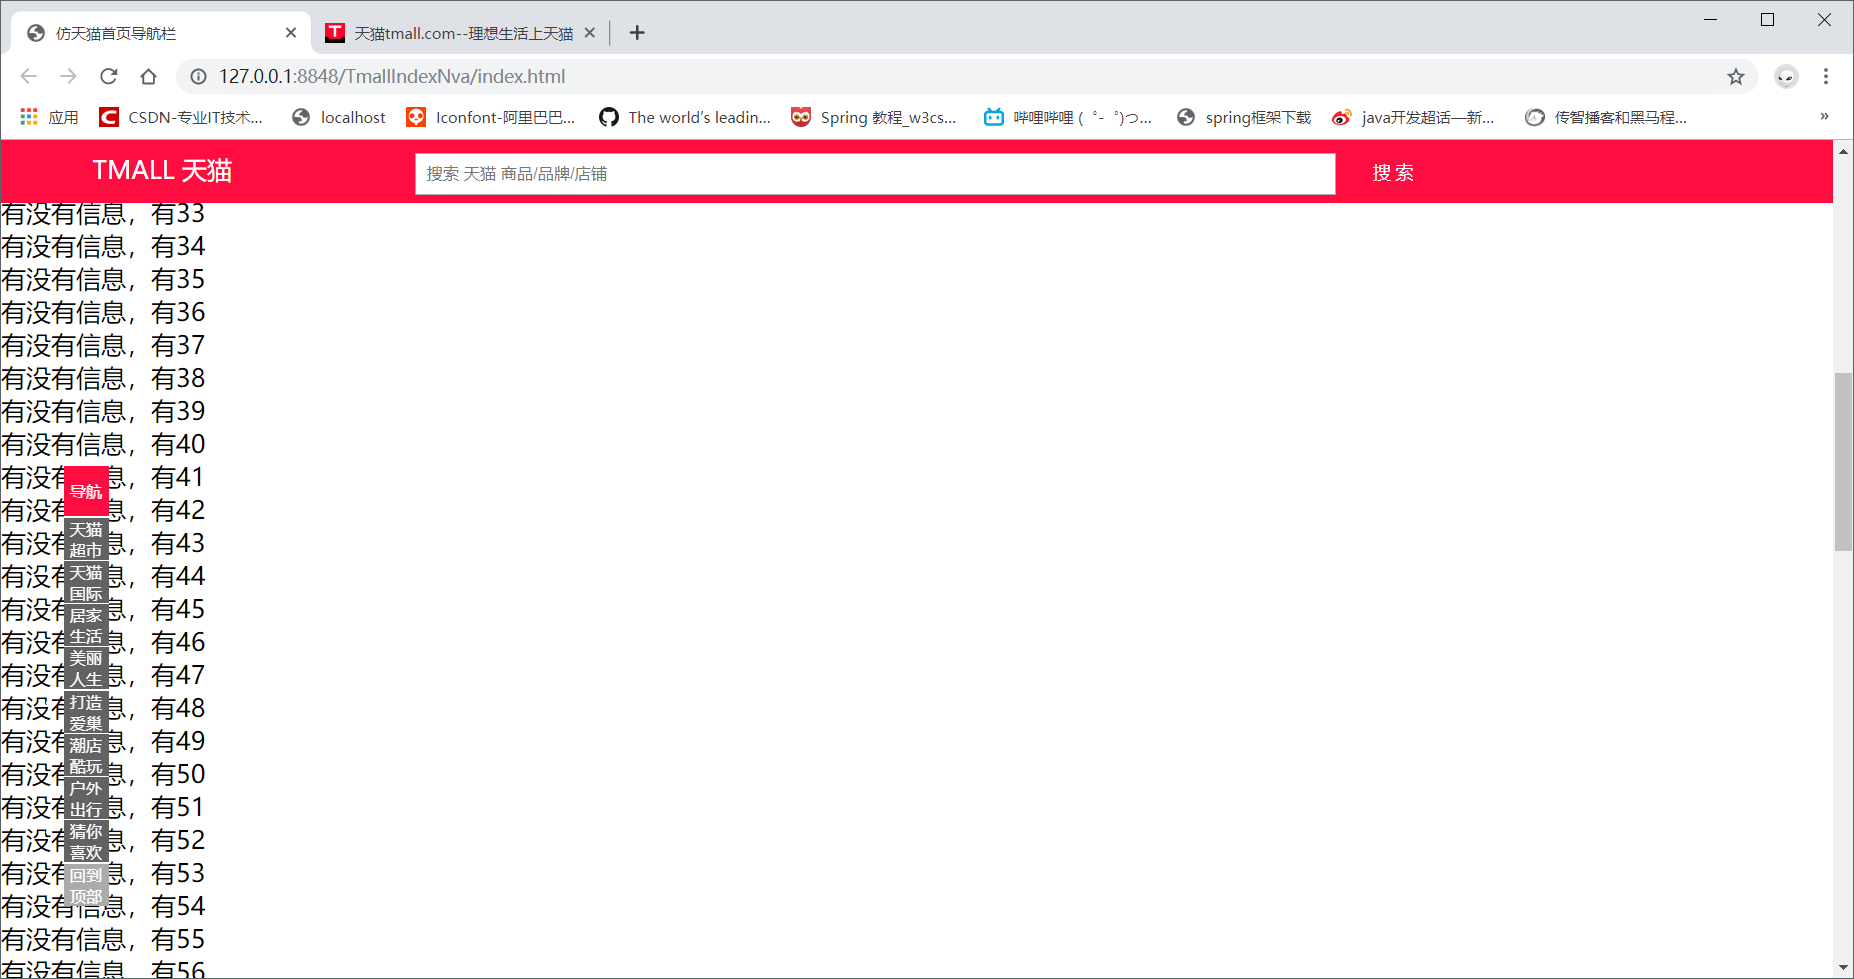 仿天猫首页导航栏
天猫tmall.com--理想生活上天猫
127.0.0.1:8848/TmallIndexNva/index.html
应用
CSDN-专业IT技术...
localhost
Iconfont-阿里巴巴...
The world's leadin...
Spring 教程_w3cs...
哔哩哔哩 ( ゜- ゜)つ...
spring框架下载
java开发超话—新...
传智播客和黑马程...
»
TMALL 天猫
搜索 天猫 商品/品牌/店铺
搜索
有没有信息，有33
有没有信息，有34
有没有信息，有35
有没有信息，有36
有没有信息，有37
有没有信息，有38
有没有信息，有39
有没有信息，有40
有没有信息，有41
有没有信息，有42
有没有信息，有43
有没有信息，有44
有没有信息，有45
有没有信息，有46
有没有信息，有47
有没有信息，有48
有没有信息，有49
有没有信息，有50
有没有信息，有51
有没有信息，有52
有没有信息，有53
有没有信息，有54
有没有信息，有55
有没有信息，有56
导航
天猫
超市
天猫
国际
居家
生活
美丽
人生
打造
爱巢
潮店
酷玩
户外
出行
猜你
喜欢
回到
顶部